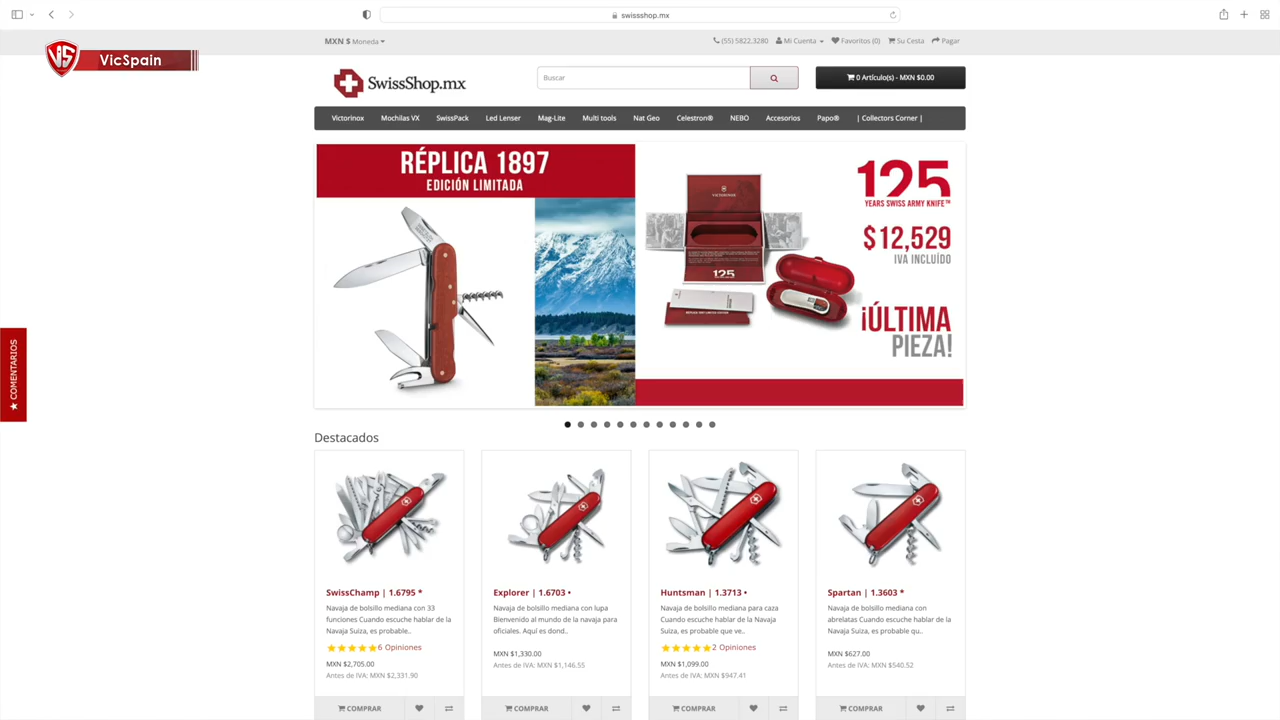 swissshop.mx
VS VicSpain
MXN $ Moneda
(55) 5822.3280 Mi Cuenta Favoritos (0) Su Cesta Pagar
SwissShop.mx
Buscar
0 Artículo(s) - MXN $0.00
Victorinox Mochilas VX SwissPack Led Lenser Mag-Lite Multi tools Nat Geo Celestron® NEBO Accesorios Papo® | Collectors Corner |
RÉPLICA 1897
EDICIÓN LIMITADA
125
YEARS SWISS ARMY KNIFE™
$12,529
IVA INCLUÍDO
¡ÚLTIMA
PIEZA!
VICTORINOX
125
★ COMENTARIOS
Destacados
SwissChamp | 1.6795 *
Navaja de bolsillo mediana con 33
funciones Cuando escuche hablar de la
Navaja Suiza, es probable..
6 Opiniones
MXN $2,705.00
Antes de IVA: MXN $2,331.90
COMPRAR
Explorer | 1.6703 •
Navaja de bolsillo mediana con lupa
Bienvenido al mundo de la navaja para
oficiales. Aquí es dond..
MXN $1,330.00
Antes de IVA: MXN $1,146.55
COMPRAR
Huntsman | 1.3713 •
Navaja de bolsillo mediana para caza
Cuando escuche hablar de la Navaja
Suiza, es probable que ve..
2 Opiniones
MXN $1,099.00
Antes de IVA: MXN $947.41
COMPRAR
Spartan | 1.3603 *
Navaja de bolsillo mediana con
abrelatas Cuando escuche hablar de la
Navaja Suiza, es probable qu..
MXN $627.00
Antes de IVA: MXN $540.52
COMPRAR